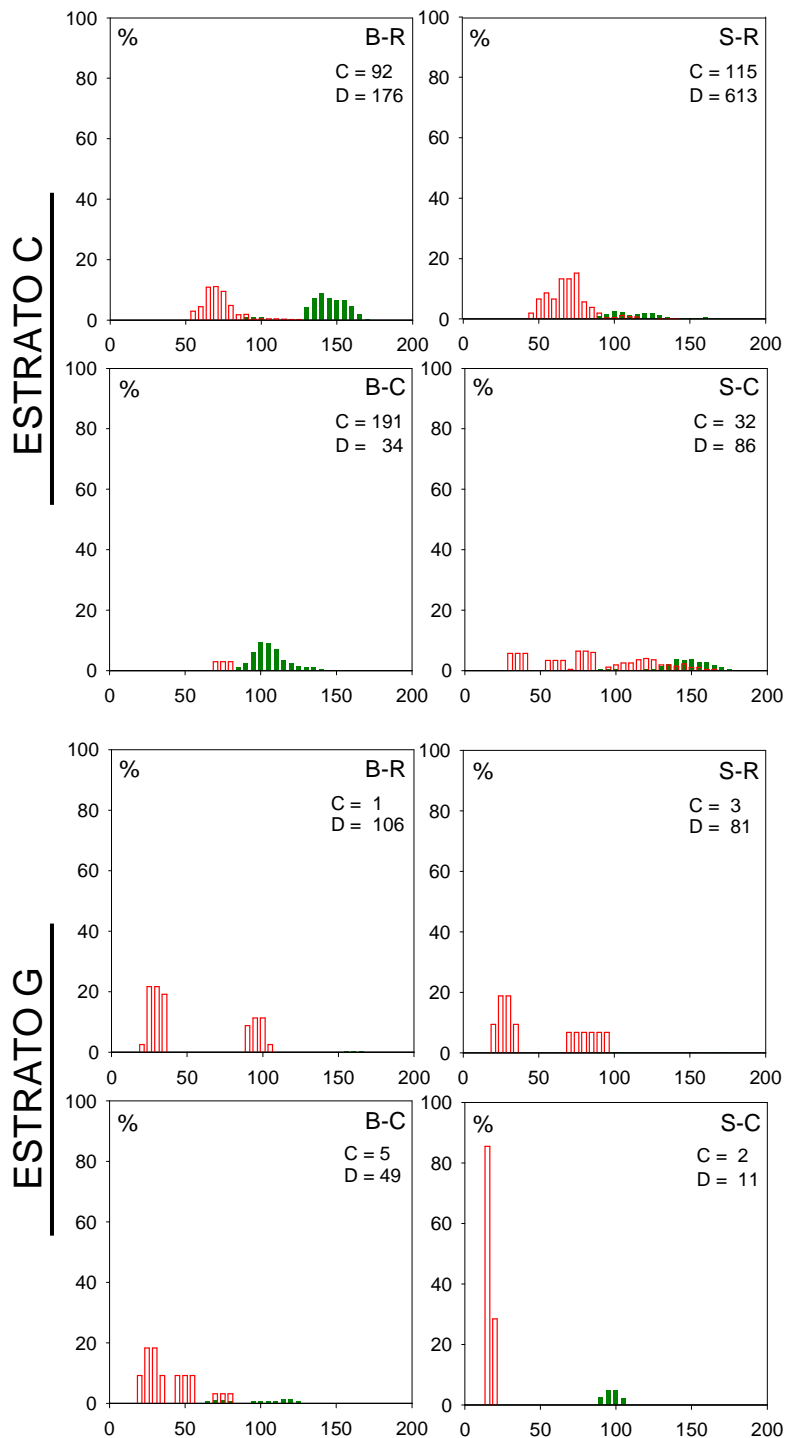 ESTRATO C
100
% B-R
C = 92
80
D = 176
60
40
20
0
0 50 100 150 200
100
% S-R
C = 115
80
D = 613
60
40
20
0
0 50 100 150 200
100
% B-C
C = 191
80
D = 34
60
40
20
0
0 50 100 150 200
100
% S-C
C = 32
80
D = 86
60
40
20
0
0 50 100 150 200
ESTRATO G
100
% B-R
C = 1
80
D = 106
60
40
20
0
0 50 100 150 200
100
% S-R
C = 3
80
D = 81
60
40
20
0
0 50 100 150 200
100
% B-C
C = 5
80
D = 49
60
40
20
0
0 50 100 150 200
100
% S-C
C = 2
80
D = 11
60
40
20
0
0 50 100 150 200